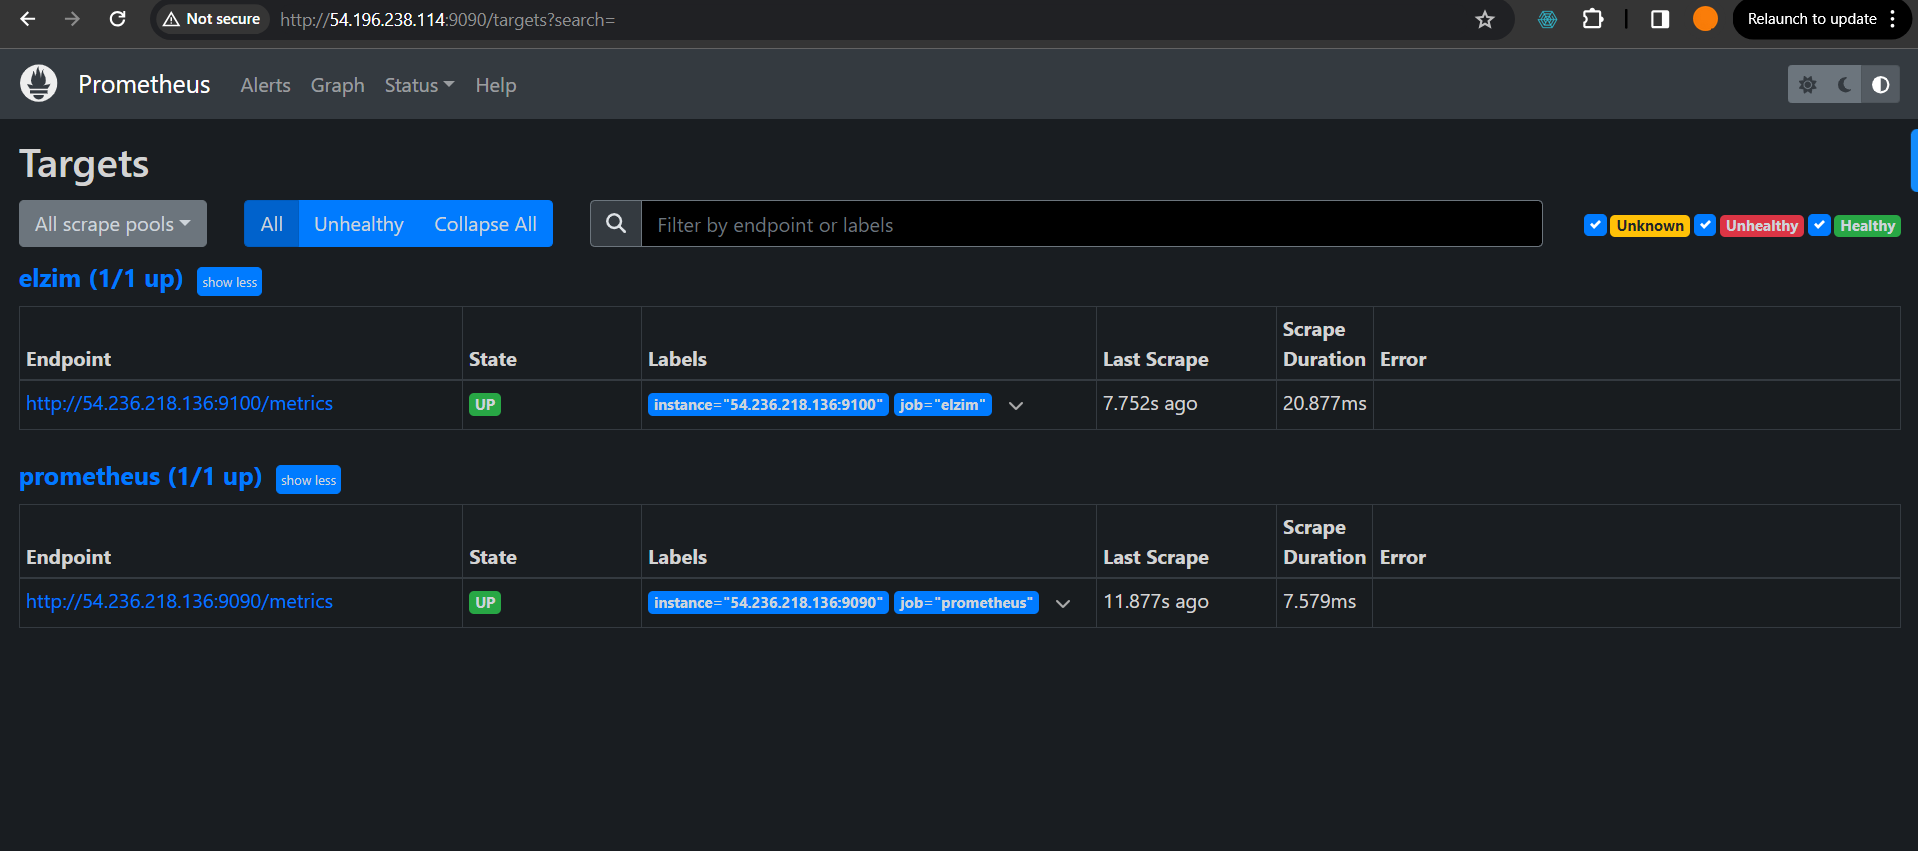 Not secure http://54.196.238.114:9090/targets?search= Relaunch to update
Prometheus Alerts Graph Status Help
Targets
All scrape pools All Unhealthy Collapse All Filter by endpoint or labels Unknown Unhealthy Healthy
elzim (1/1 up) show less
Endpoint State Labels Last Scrape Scrape Duration Error
http://54.236.218.136:9100/metrics UP instance="54.236.218.136:9100" job="elzim" 7.752s ago 20.877ms
prometheus (1/1 up) show less
Endpoint State Labels Last Scrape Scrape Duration Error
http://54.236.218.136:9090/metrics UP instance="54.236.218.136:9090" job="prometheus" 11.877s ago 7.579ms